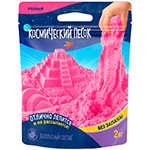 РОЗОВЫЙ
КОСМИЧЕСКИЙ ПЕСОК
ОТЛИЧНО ЛЕПИТСЯ
И НЕ РАССЫПАЕТСЯ!
БЕЗ ЗАПАХА!
2 кг